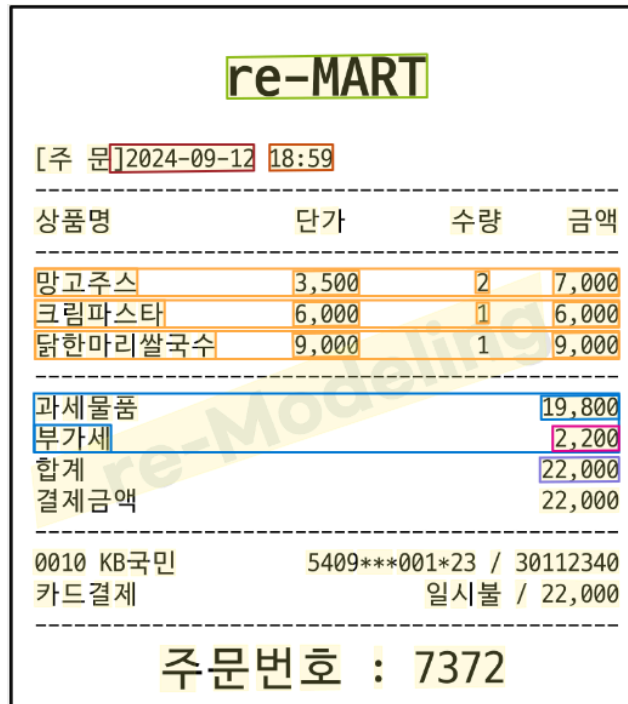 re-MART
[주 문]2024-09-12 18:59
상품명 단가 수량 금액
망고주스 3,500 2 7,000
크림파스타 6,000 1 6,000
닭한마리쌀국수 9,000 1 9,000
과세물품 19,800
부가세 2,200
합계 22,000
결제금액 22,000
0010 KB국민 5409***001*23 / 30112340
카드결제 일시불 / 22,000
주문번호 : 7372
re-Modeling